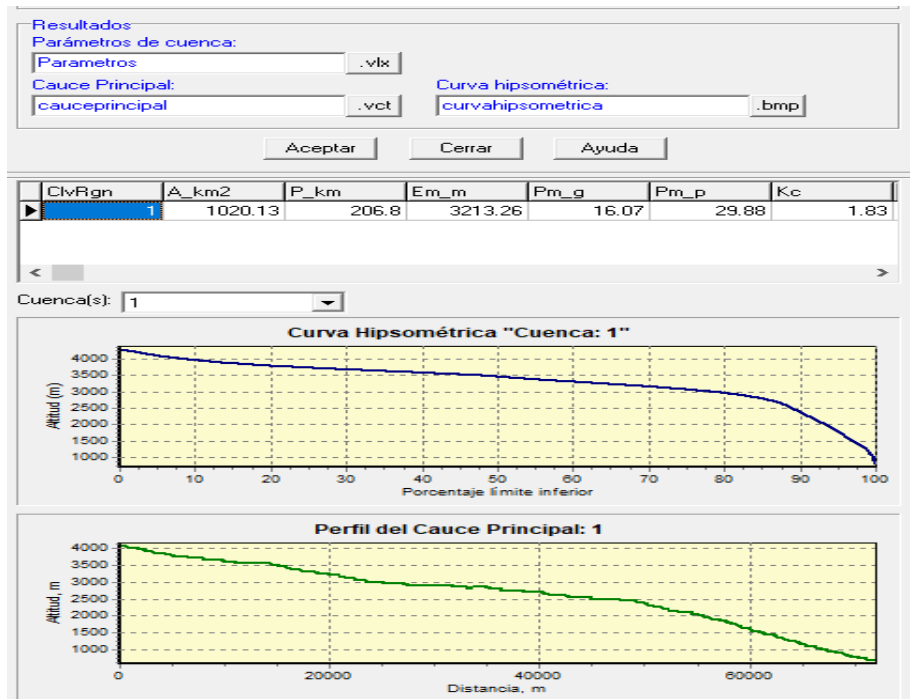 Resultados
Parámetros de cuenca:
Parametros .vlx
Cauce Principal: Curva hipsométrica:
cauceprincipal .vct curvahipsometrica .bmp
Aceptar Cerrar Ayuda
ClvRgn A_km2 P_km Em_m Pm_g Pm_p Kc
1 1020.13 206.8 3213.26 16.07 29.88 1.83
Cuenca(s): 1
Curva Hipsométrica "Cuenca: 1"
Altitud (m)
4000
3500
3000
2500
2000
1500
1000
0 10 20 30 40 50 60 70 80 90 100
Porcentaje límite inferior
Perfil del Cauce Principal: 1
Altitud, m
4000
3500
3000
2500
2000
1500
1000
0 20000 40000 60000
Distancia, m